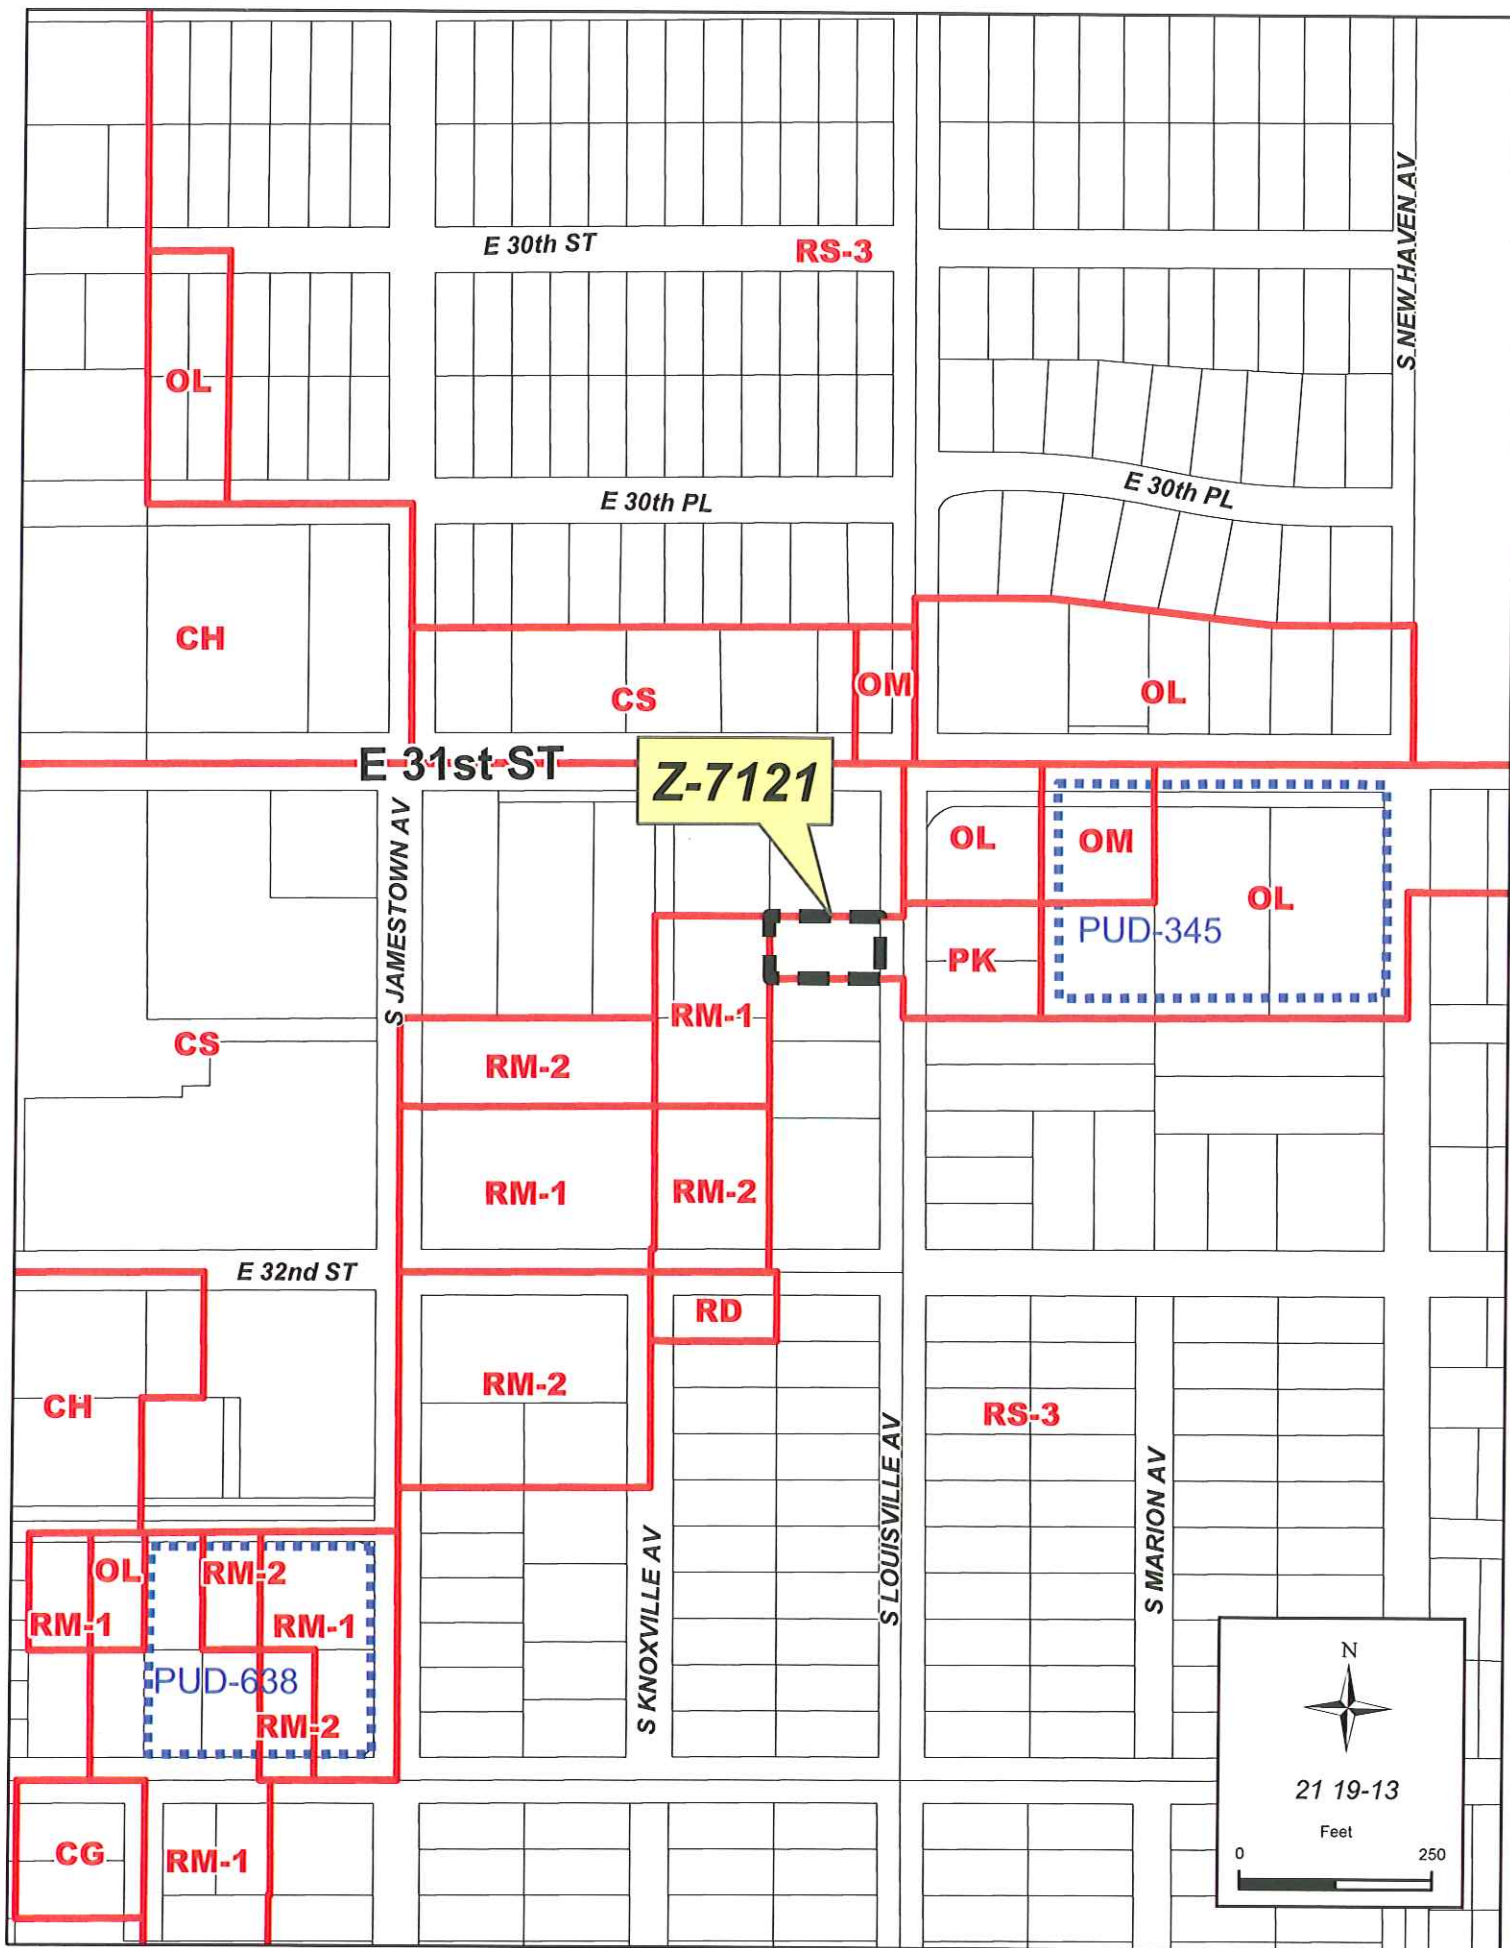 E 30th ST
RS-3
S NEW HAVEN AV
OL
E 30th PL
E 30th PL
CH
CS
OM
OL
E 31st ST
Z-7121
S JAMESTOWN AV
OL
OM
OL
PUD-345
PK
RM-1
CS
RM-2
RM-1
RM-2
E 32nd ST
RD
RM-2
CH
RS-3
S LOUISVILLE AV
S MARION AV
S KNOXVILLE AV
OL
RM-2
RM-1
RM-1
PUD-638
RM-2
CG
RM-1
N
21 19-13
Feet
0 250